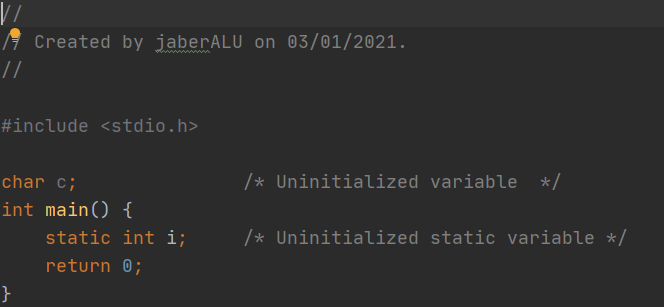 //
// Created by jaberALU on 03/01/2021.
//
#include <stdio.h>
char c; /* Uninitialized variable */
int main() {
static int i; /* Uninitialized static variable */
return 0;
}